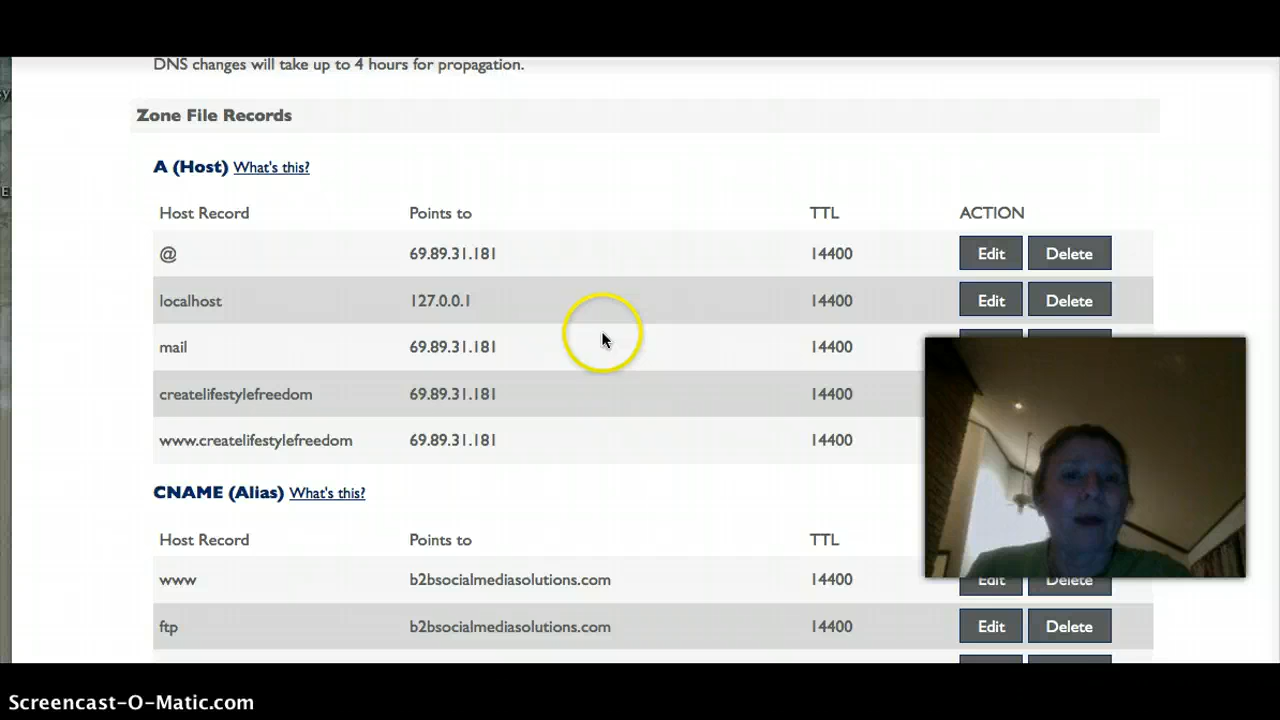 DNS changes will take up to 4 hours for propagation.
Zone File Records
A (Host) What's this?
Host Record Points to TTL ACTION
@ 69.89.31.181 14400 Edit Delete
localhost 127.0.0.1 14400 Edit Delete
mail 69.89.31.181 14400
createlifestylefreedom 69.89.31.181 14400
www.createlifestylefreedom 69.89.31.181 14400
CNAME (Alias) What's this?
Host Record Points to TTL
www b2bsocialmediasolutions.com 14400 Edit Delete
ftp b2bsocialmediasolutions.com 14400 Edit Delete
Screencast-O-Matic.com